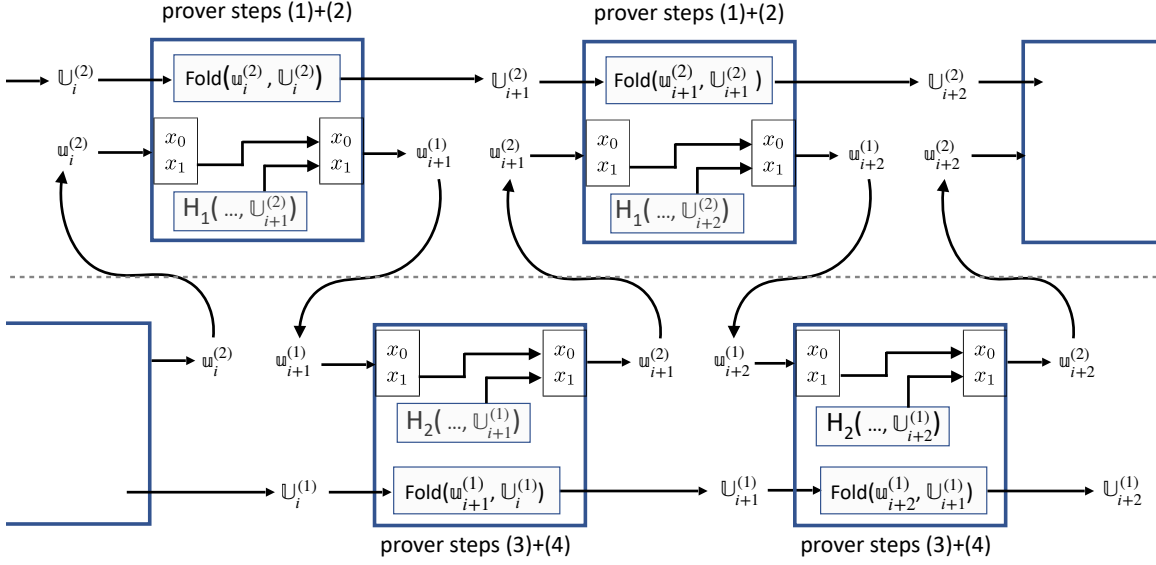 prover steps (1)+(2)
prover steps (1)+(2)
𝕌_i^(2)
Fold(𝕦_i^(2), 𝕌_i^(2))
𝕌_{i+1}^(2)
Fold(𝕦_{i+1}^(2), 𝕌_{i+1}^(2))
𝕌_{i+2}^(2)
𝕦_i^(2)
x_0
x_1
x_0
x_1
H_1( ..., 𝕌_{i+1}^(2))
𝕦_{i+1}^(1)
𝕦_{i+1}^(2)
x_0
x_1
x_0
x_1
H_1( ..., 𝕌_{i+2}^(2))
𝕦_{i+2}^(1)
𝕦_{i+2}^(2)
𝕦_i^(2)
𝕦_{i+1}^(1)
x_0
x_1
x_0
x_1
H_2( ..., 𝕌_{i+1}^(1))
𝕦_{i+1}^(2)
𝕦_{i+2}^(1)
x_0
x_1
x_0
x_1
H_2( ..., 𝕌_{i+2}^(1))
𝕦_{i+2}^(2)
𝕌_i^(1)
Fold(𝕦_{i+1}^(1), 𝕌_i^(1))
𝕌_{i+1}^(1)
Fold(𝕦_{i+2}^(1), 𝕌_{i+1}^(1))
𝕌_{i+2}^(1)
prover steps (3)+(4)
prover steps (3)+(4)